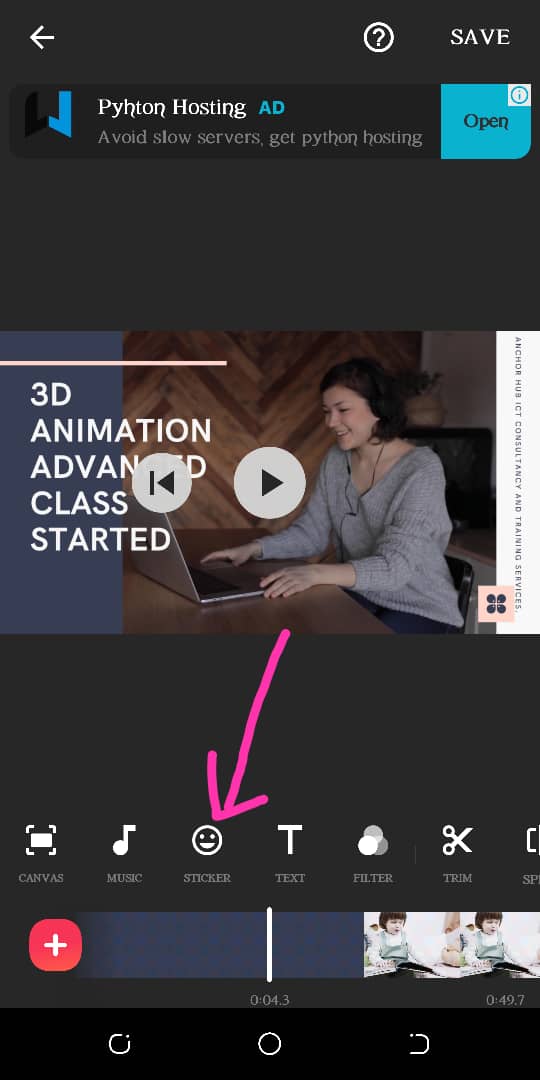 SAVE
Pyhton Hosting AD
Avoid slow servers, get python hosting
Open
3D
ANIMATION
ADVANCED
CLASS
STARTED
ANCHOR HUB ICT CONSULTANCY AND TRAINING SERVICES.
CANVAS
MUSIC
STICKER
TEXT
FILTER
TRIM
SP
0:04.3
0:49.7